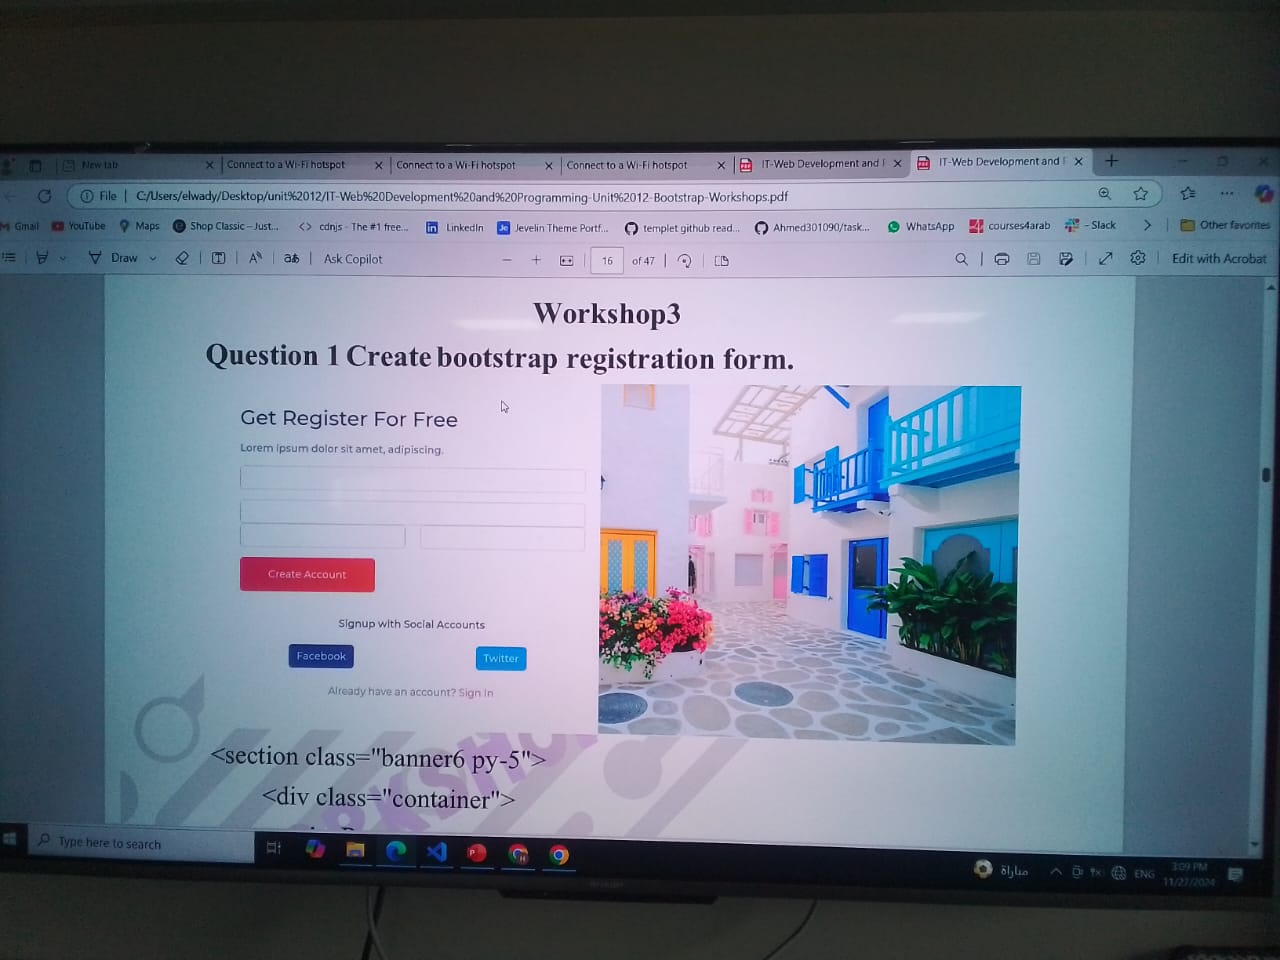 New tab
Connect to a Wi-Fi hotspot
Connect to a Wi-Fi hotspot
Connect to a Wi-Fi hotspot
IT-Web Development and P
IT-Web Development and P
File C:/Users/elwady/Desktop/unit%2012/IT-Web%20Development%20and%20Programming-Unit%2012-Bootstrap-Workshops.pdf
Gmail YouTube Maps Shop Classic – Just... cdnjs - The #1 free... LinkedIn Jevelin Theme Portf... templet github read... Ahmed301090/task... WhatsApp courses4arab - Slack Other favorites
Draw aあ Ask Copilot 16 of 47 Edit with Acrobat
Workshop3
Question 1 Create bootstrap registration form.
Get Register For Free
Lorem ipsum dolor sit amet, adipiscing.
Create Account
Signup with Social Accounts
Facebook Twitter
Already have an account? Sign In
<section class="banner6 py-5">
<div class="container">
Type here to search
مباراة
ENG
3:09 PM
11/27/2024